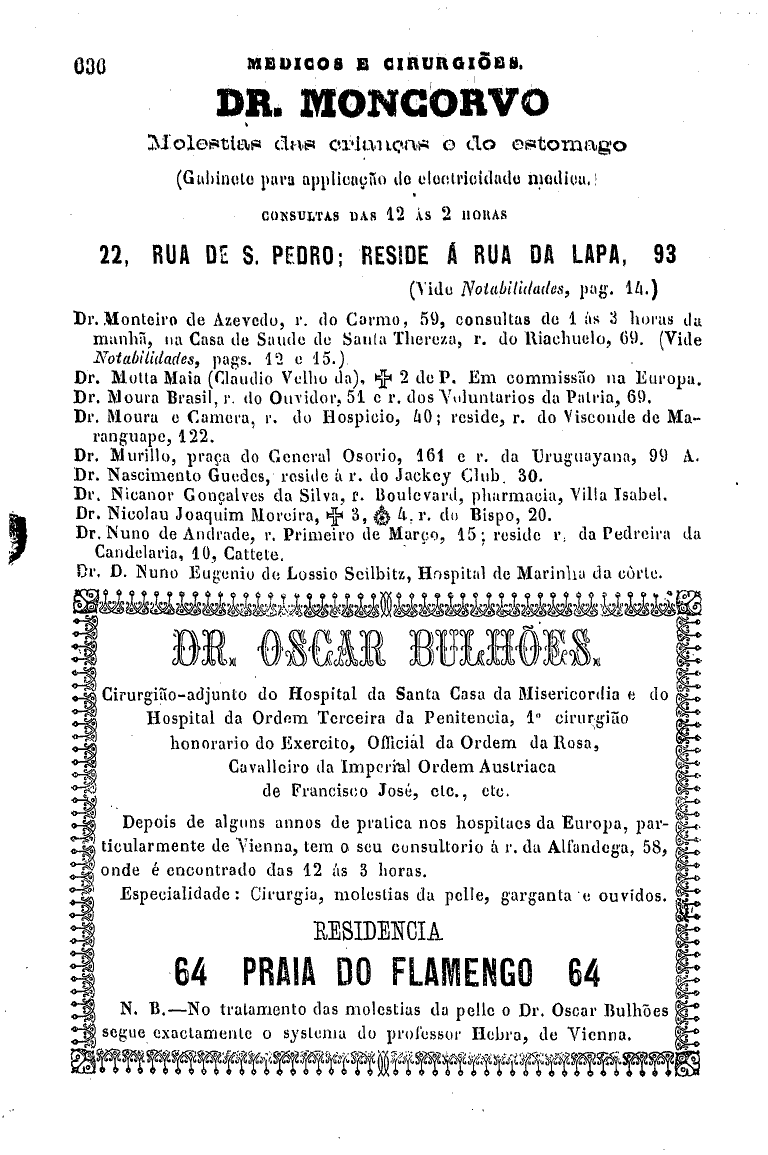 630 MEDICOS E CIRURGIÕES.
DR. MONCORVO
Molestias das crianças e do estomago
(Gabinete para applicação de electricidade medica.)
CONSULTAS DAS 12 ÁS 2 HORAS
22, RUA DE S. PEDRO; RESIDE Á RUA DA LAPA, 93
(Vide Notabilidades, pag. 14.)
Dr. Monteiro de Azevedo, r. do Carmo, 59, consultas de 1 ás 3 horas da
manhã, na Casa de Saude de Santa Thereza, r. do Riachuelo, 69. (Vide
Notabilidades, pags. 12 e 15.)
Dr. Motta Maia (Claudio Velho da), ✠ 2 de P. Em commissão na Europa.
Dr. Moura Brasil, r. do Ouvidor, 51 e r. dos Voluntarios da Patria, 69.
Dr. Moura e Camera, r. do Hospicio, 40; reside, r. do Visconde de Ma-
ranguape, 122.
Dr. Murillo, praça do General Osorio, 161 e r. da Uruguayana, 99 A.
Dr. Nascimento Guedes, reside á r. do Jackey Club. 30.
Dr. Nicanor Gonçalves da Silva, r. Boulevard, pharmacia, Villa Isabel.
Dr. Nicolau Joaquim Moreira, ✠ 3, 4, r. do Bispo, 20.
Dr. Nuno de Andrade, r. Primeiro de Março, 15; reside r. da Pedreira da
Candelaria, 10, Cattete.
Dr. D. Nuno Eugenio de Lossio Seilbitz, Hospital de Marinha da côrte.
DR. OSCAR BULHÕES.
Cirurgião-adjunto do Hospital da Santa Casa da Misericordia e do
Hospital da Ordem Terceira da Penitencia, 1º cirurgião
honorario do Exercito, Official da Ordem da Rosa,
Cavalleiro da Imperial Ordem Austriaca
de Francisco José, etc., etc.
Depois de alguns annos de pratica nos hospitaes da Europa, par-
ticularmente de Vienna, tem o seu consultorio á r. da Alfandega, 58,
onde é encontrado das 12 ás 3 horas.
Especialidade: Cirurgia, molestias da pelle, garganta e ouvidos.
RESIDENCIA
64 PRAIA DO FLAMENGO 64
N. B.—No tratamento das molestias da pelle o Dr. Oscar Bulhões
segue exactamente o systema do professor Hebra, de Vienna.